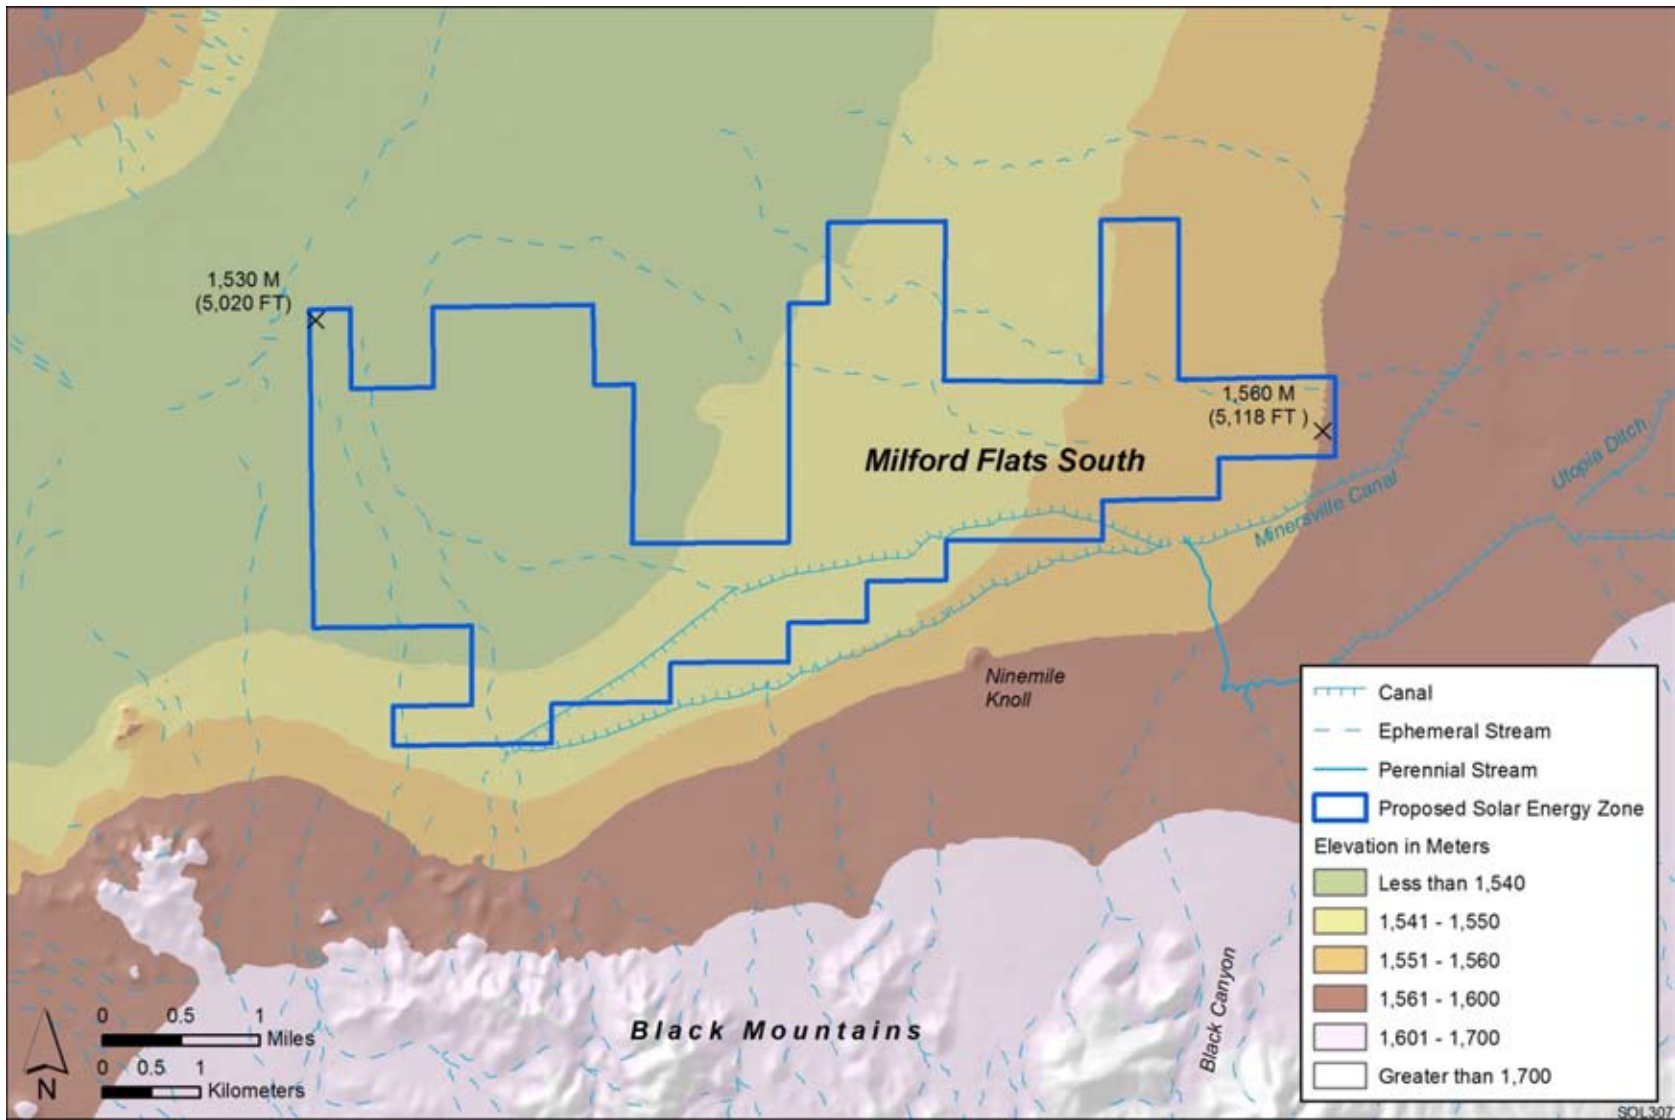 1,530 M
(5,020 FT)
1,560 M
(5,118 FT )
Milford Flats South
Minersville Canal
Utopia Ditch
Ninemile
Knoll
Black Canyon
Black Mountains
0 0.5 1
Miles
0 0.5 1
Kilometers
N
Canal
Ephemeral Stream
Perennial Stream
Proposed Solar Energy Zone
Elevation in Meters
Less than 1,540
1,541 - 1,550
1,551 - 1,560
1,561 - 1,600
1,601 - 1,700
Greater than 1,700
SOL307